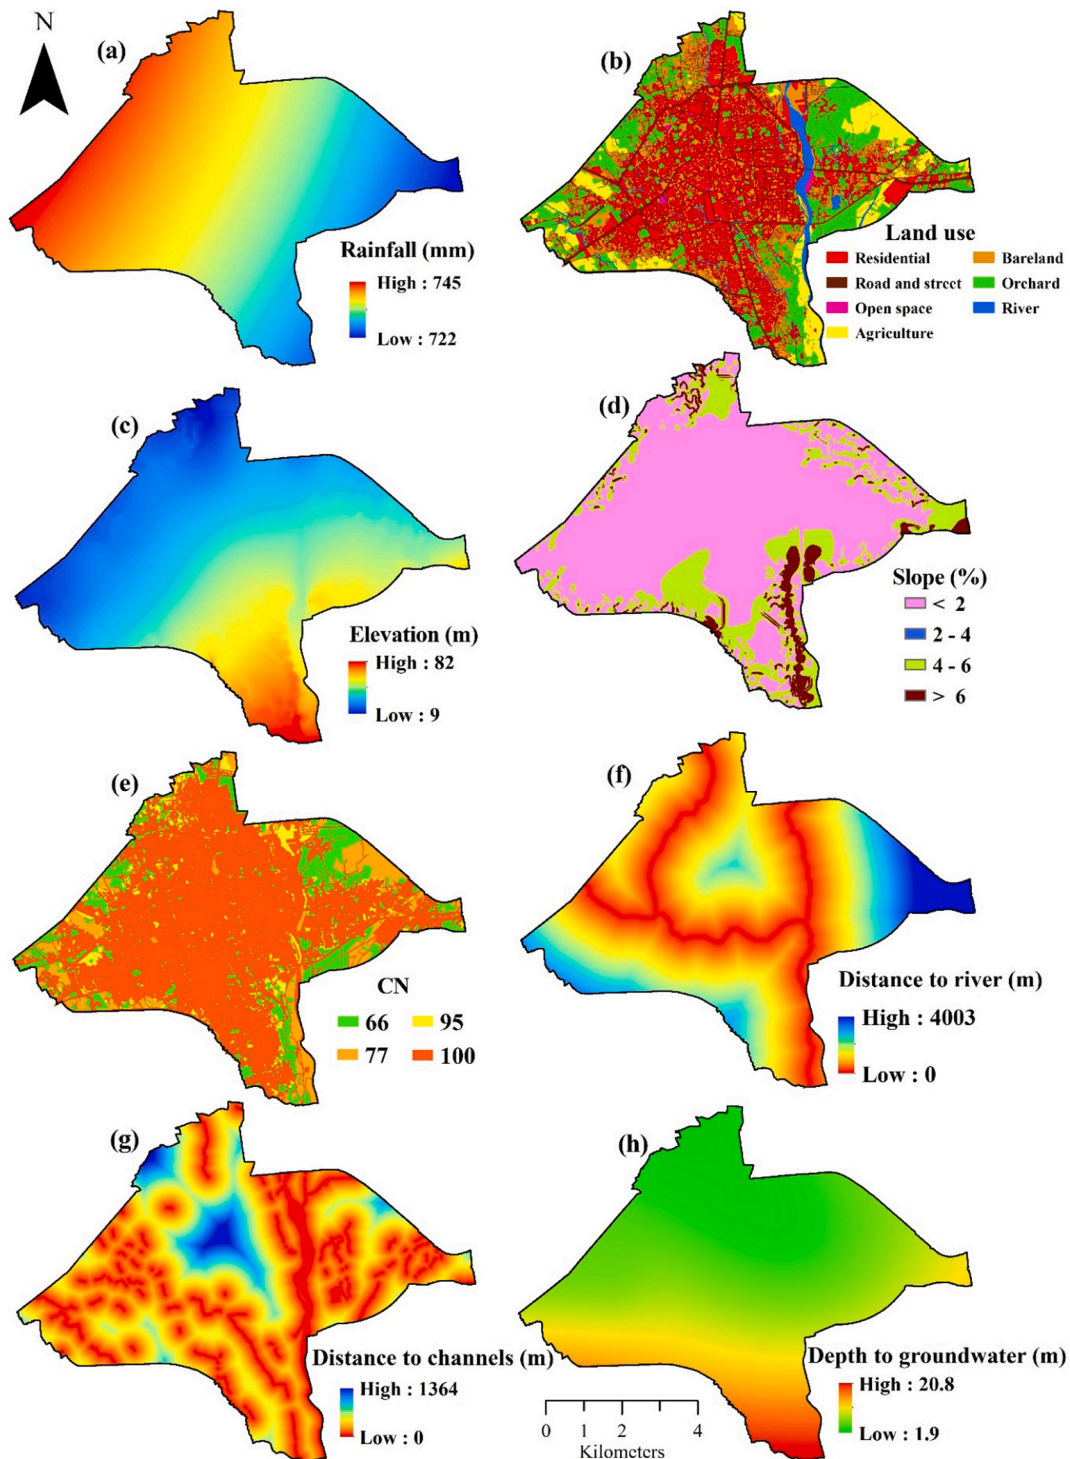 N
(a)
Rainfall (mm)
High : 745
Low : 722
(b)
Land use
Residential
Bareland
Road and street
Orchard
Open space
River
Agriculture
(c)
Elevation (m)
High : 82
Low : 9
(d)
Slope (%)
< 2
2 - 4
4 - 6
> 6
(e)
CN
66
95
77
100
(f)
Distance to river (m)
High : 4003
Low : 0
(g)
Distance to channels (m)
High : 1364
Low : 0
(h)
Depth to groundwater (m)
High : 20.8
Low : 1.9
0 1 2 4
Kilometers